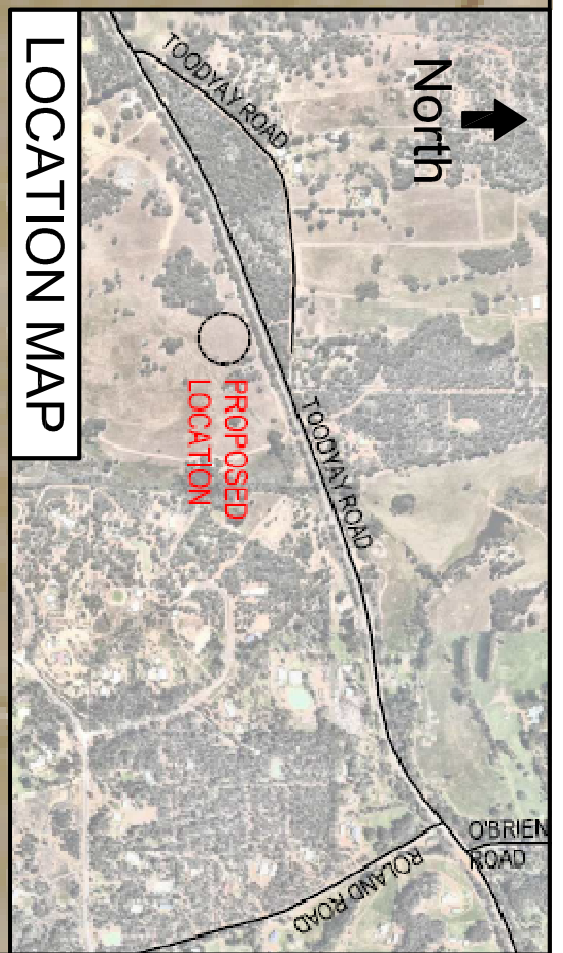 LOCATION MAP
North
TOODYAY ROAD
PROPOSED
LOCATION
TOODYAY ROAD
O'BRIEN
ROAD
ROLAND ROAD